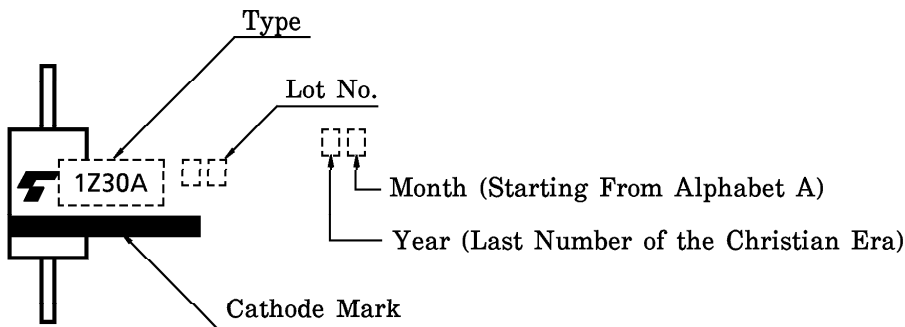 Type
Lot No.
1Z30A
Month (Starting From Alphabet A)
Year (Last Number of the Christian Era)
Cathode Mark